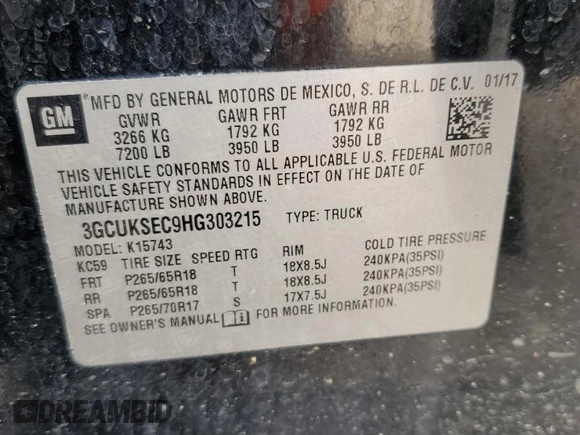 GM
MFD BY GENERAL MOTORS DE MEXICO, S. DE R.L. DE C.V. 01/17
GVWR GAWR FRT GAWR RR
3266 KG 1792 KG 1792 KG
7200 LB 3950 LB 3950 LB
THIS VEHICLE CONFORMS TO ALL APPLICABLE U.S. FEDERAL MOTOR
VEHICLE SAFETY STANDARDS IN EFFECT ON THE DATE OF
MANUFACTURE SHOWN ABOVE.
3GCUKSEC9HG303215 TYPE: TRUCK
MODEL: K15743
KC59 TIRE SIZE SPEED RTG RIM COLD TIRE PRESSURE
FRT P265/65R18 T 18X8.5J 240KPA(35PSI)
RR P265/65R18 T 18X8.5J 240KPA(35PSI)
SPA P265/70R17 S 17X7.5J 240KPA(35PSI)
SEE OWNER'S MANUAL i FOR MORE INFORMATION.
DREAMBID